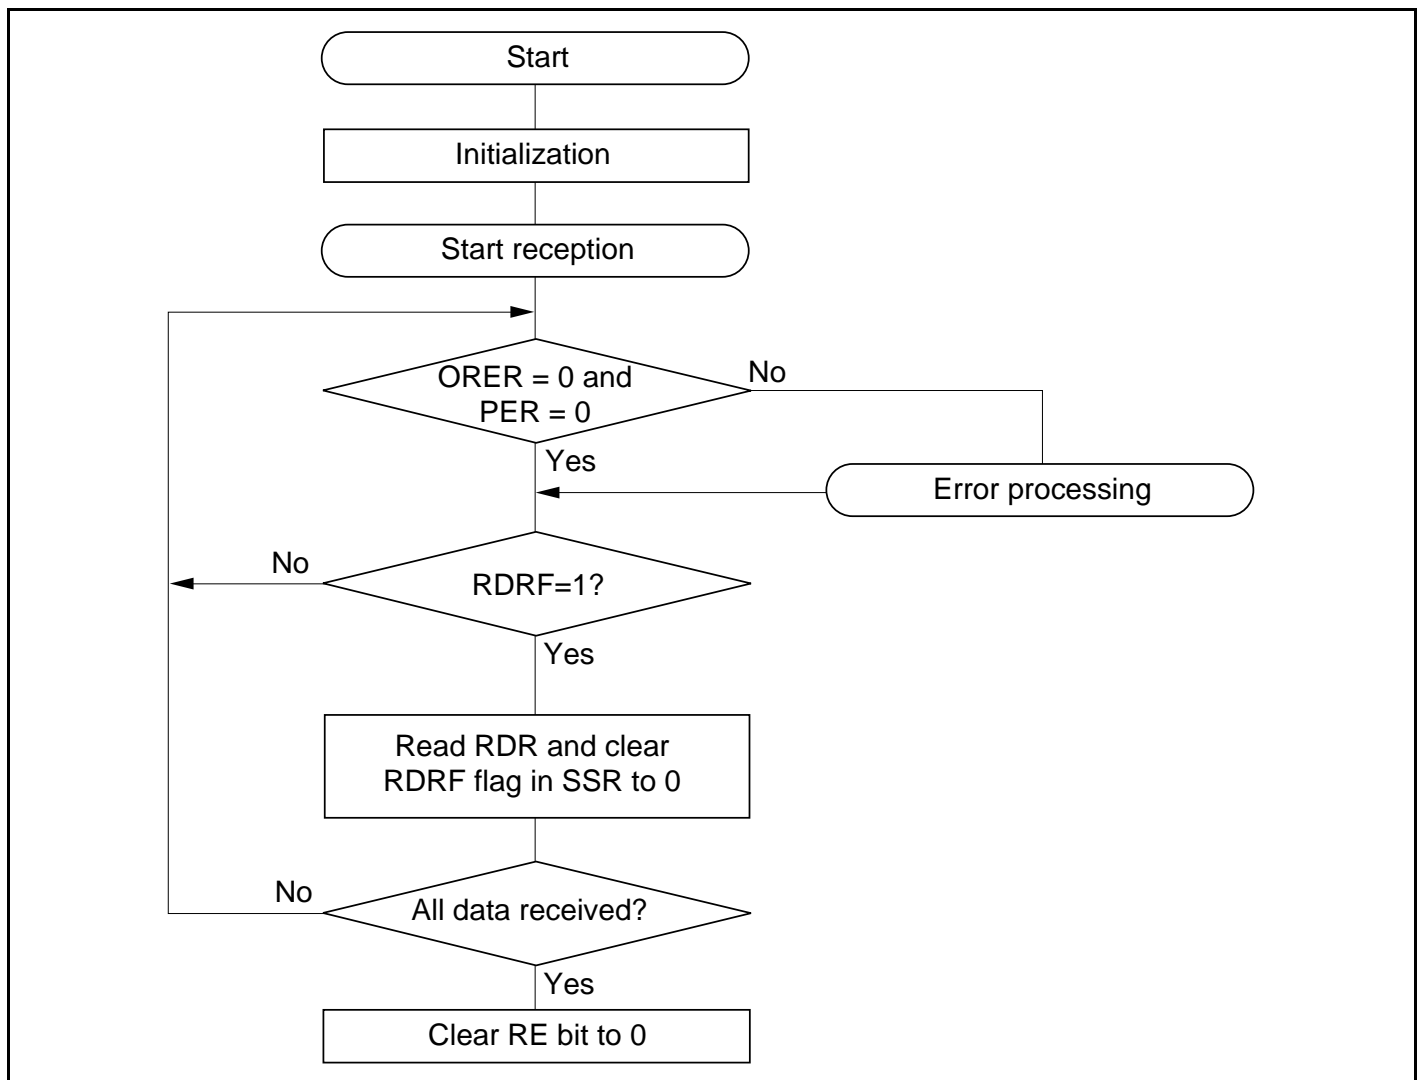 Start
Initialization
Start reception
ORER = 0 and
PER = 0
No
Yes
Error processing
No
RDRF=1?
Yes
Read RDR and clear
RDRF flag in SSR to 0
No
All data received?
Yes
Clear RE bit to 0